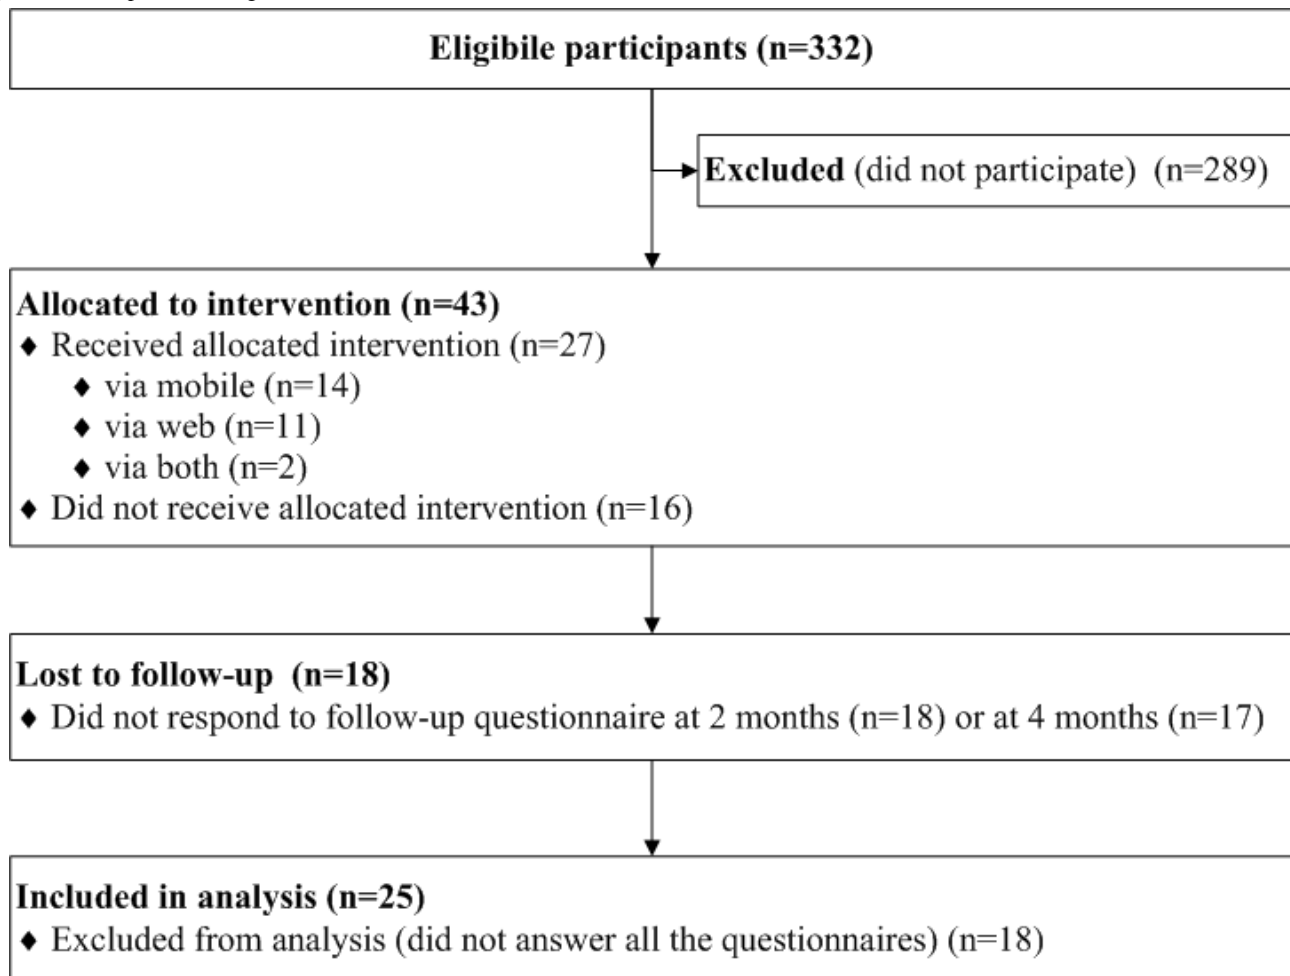 Eligibile participants (n=332)
Excluded (did not participate) (n=289)
Allocated to intervention (n=43)
♦ Received allocated intervention (n=27)
♦ via mobile (n=14)
♦ via web (n=11)
♦ via both (n=2)
♦ Did not receive allocated intervention (n=16)
Lost to follow-up (n=18)
♦ Did not respond to follow-up questionnaire at 2 months (n=18) or at 4 months (n=17)
Included in analysis (n=25)
♦ Excluded from analysis (did not answer all the questionnaires) (n=18)